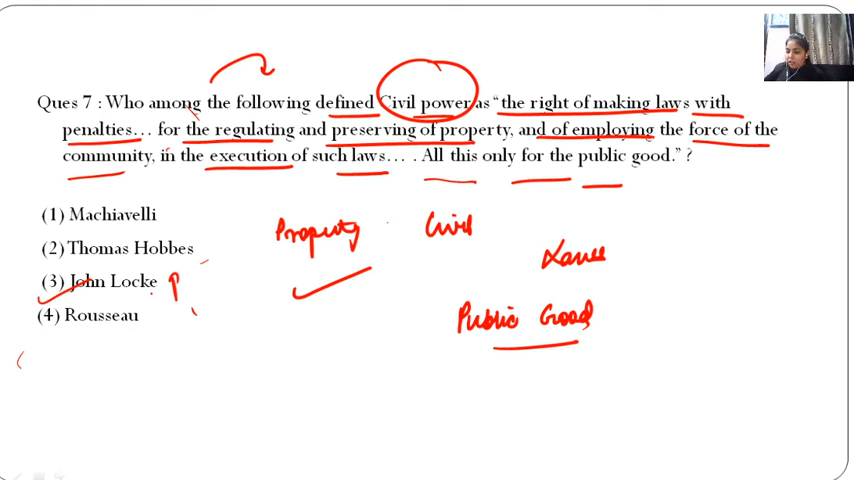 Ques 7 : Who among the following defined Civil power as “the right of making laws with
penalties… for the regulating and preserving of property, and of employing the force of the
community, in the execution of such laws… . All this only for the public good.” ?
(1) Machiavelli
(2) Thomas Hobbes
(3) John Locke
(4) Rousseau
Property Civil
Public Good